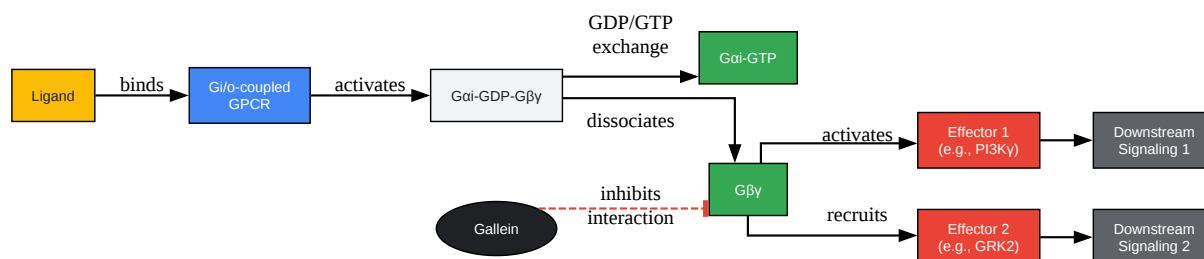 GDP/GTP
exchange
Gαi-GTP
Ligand
binds
Gi/o-coupled
GPCR
activates
Gαi-GDP-Gβγ
dissociates
activates
Effector 1
(e.g., PI3Kγ)
Downstream
Signaling 1
Gβγ
inhibits
interaction
Gallein
recruits
Effector 2
(e.g., GRK2)
Downstream
Signaling 2